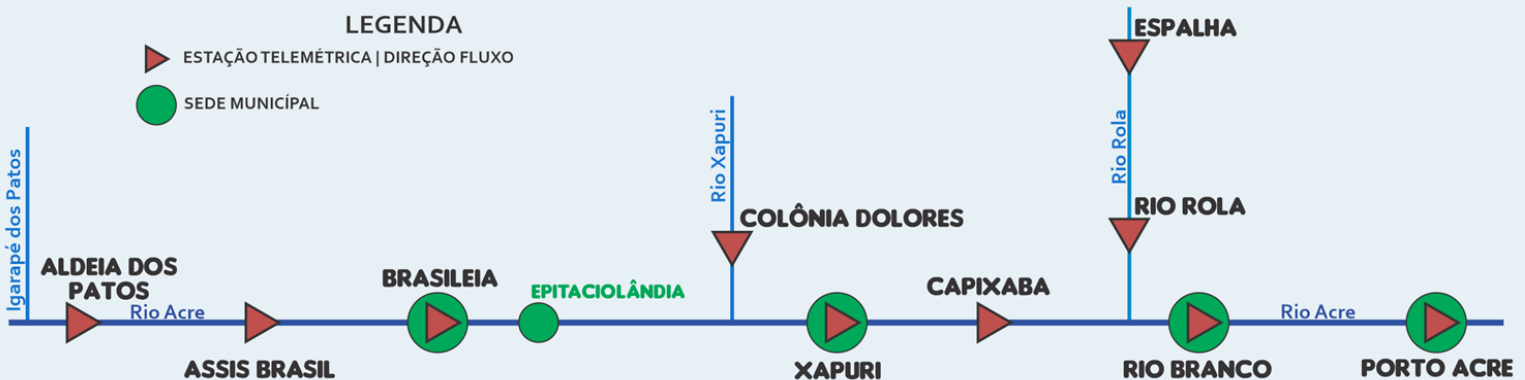 LEGENDA
ESTAÇÃO TELEMÉTRICA | DIREÇÃO FLUXO
SEDE MUNICÍPAL
Igarapé dos Patos
ALDEIA DOS
PATOS
Rio Acre
ASSIS BRASIL
BRASILEIA
EPITACIOLÂNDIA
Rio Xapuri
COLÔNIA DOLORES
XAPURI
CAPIXABA
ESPALHA
Rio Rola
RIO ROLA
RIO BRANCO
Rio Acre
PORTO ACRE